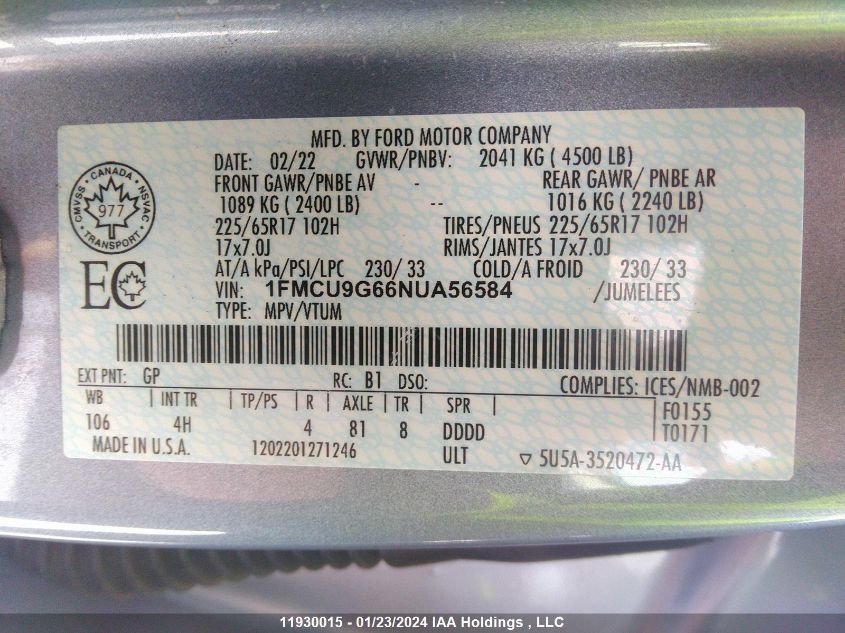 MFD. BY FORD MOTOR COMPANY
DATE: 02/22 GVWR/PNBV: 2041 KG ( 4500 LB)
FRONT GAWR/PNBE AV - REAR GAWR/ PNBE AR
1089 KG ( 2400 LB) -- 1016 KG ( 2240 LB)
225/65R17 102H TIRES/PNEUS 225/65R17 102H
17x7.0J RIMS/JANTES 17x7.0J
AT/A kPa/PSI/LPC 230/ 33 COLD/A FROID 230/ 33
VIN: 1FMCU9G66NUA56584 /JUMELEES
TYPE: MPV/VTUM
CMVSS • CANADA • NSVAC
977
TRANSPORT
EC
EXT PNT: GP RC: B1 DSO: COMPLIES: ICES/NMB-002
WB INT TR TP/PS R AXLE TR SPR F0155
106 4H 4 81 8 DDDD T0171
MADE IN U.S.A. 1202201271246 ULT ▽ 5U5A-3520472-AA
11930015 - 01/23/2024 IAA Holdings , LLC